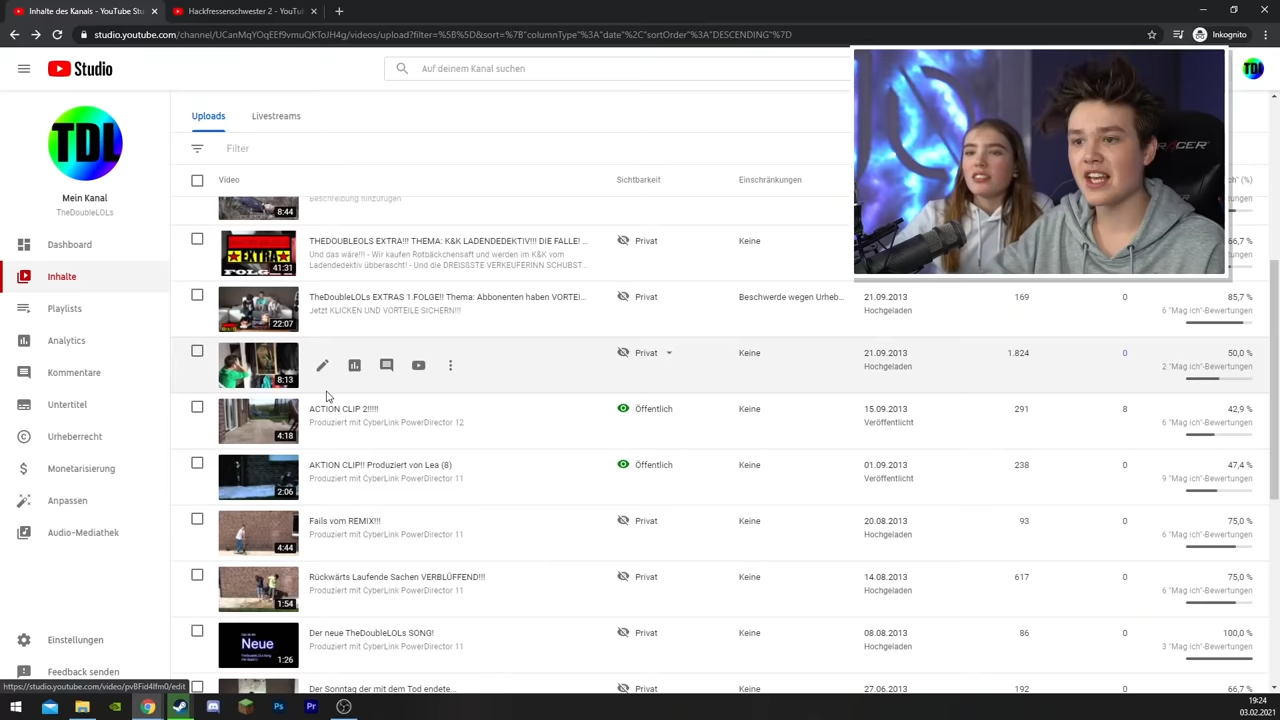 Inhalte des Kanals - YouTube Stu
Hackfressenschwester 2 - YouTub
studio.youtube.com/channel/UCanMqYOqEEf9vmuQKToJH4g/videos/upload?filter=%5B%5D&sort=%7B"columnType"%3A"date"%2C"sortOrder"%3A"DESCENDING"%7D
Inkognito
Studio
Auf deinem Kanal suchen
TDL
TDL
Mein Kanal
TheDoubleLOLs
Dashboard
Inhalte
Playlists
Analytics
Kommentare
Untertitel
Urheberrecht
Monetarisierung
Anpassen
Audio-Mediathek
Einstellungen
Feedback senden
Uploads
Livestreams
Filter
Video
Sichtbarkeit
Einschränkungen
(%)
8:44
Beschreibung hinzufügen
EXTRA
FOLG
41:31
THEDOUBLEOLS EXTRA!!! THEMA: K&K LADENDEDEKTIV!!! DIE FALLE! ...
Und das wäre!!! - Wir kaufen Rotbäckchensaft und werden im K&K vom
Ladendedektiv übberascht! - Und die DREISSTE VERKEUFERINN SCHUBST...
Privat
Keine
22:07
TheDoubleLOLs EXTRAS 1.FOLGE!! Thema: Abbonenten haben VORTEI...
Jetzt KLICKEN UND VORTEILE SICHERN!!!
Privat
Beschwerde wegen Urheb...
21.09.2013
Hochgeladen
169
0
85,7 %
6 "Mag ich"-Bewertungen
8:13
Privat
Keine
21.09.2013
Hochgeladen
1.824
0
50,0 %
2 "Mag ich"-Bewertungen
4:18
ACTION CLIP 2!!!!!
Produziert mit CyberLink PowerDirector 12
Öffentlich
Keine
15.09.2013
Veröffentlicht
291
8
42,9 %
6 "Mag ich"-Bewertungen
2:06
AKTION CLIP!! Produziert von Lea (8)
Produziert mit CyberLink PowerDirector 11
Öffentlich
Keine
01.09.2013
Veröffentlicht
238
0
47,4 %
9 "Mag ich"-Bewertungen
4:44
Fails vom REMIX!!!
Produziert mit CyberLink PowerDirector 11
Privat
Keine
20.08.2013
Hochgeladen
93
0
75,0 %
6 "Mag ich"-Bewertungen
1:54
Rückwärts Laufende Sachen VERBLÜFFEND!!!
Produziert mit CyberLink PowerDirector 11
Privat
Keine
14.08.2013
Hochgeladen
617
0
75,0 %
6 "Mag ich"-Bewertungen
Neue
1:26
Der neue TheDoubleLOLs SONG!
Produziert mit CyberLink PowerDirector 11
Privat
Keine
08.08.2013
Hochgeladen
86
0
100,0 %
3 "Mag ich"-Bewertungen
Der Sonntag der mit dem Tod endete...
Privat
Keine
27.06.2013
192
0
66,7 %
https://studio.youtube.com/video/pvBFid4lfm0/edit
19:24
03.02.2021